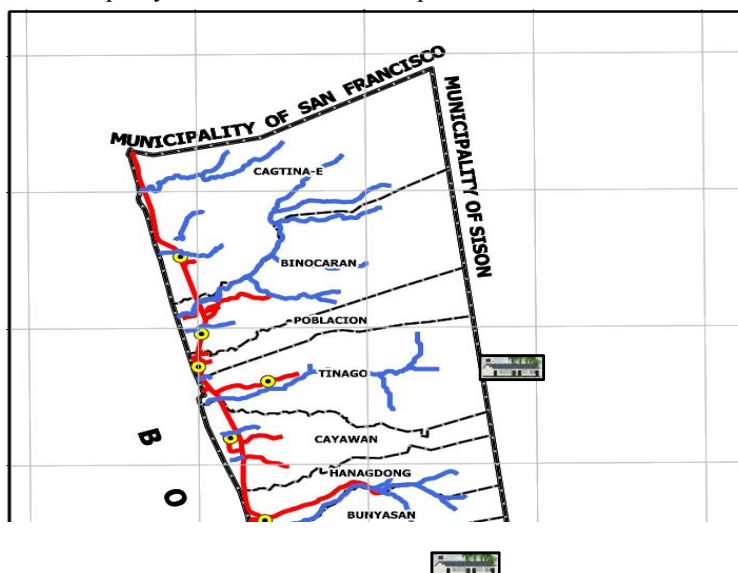 MUNICIPALITY OF SAN FRANCISCO
MUNICIPALITY OF SISON
CAGTINA-E
BINOCARAN
POBLACION
TINAGO
CAYAWAN
HANAGDONG
BUNYASAN
B O